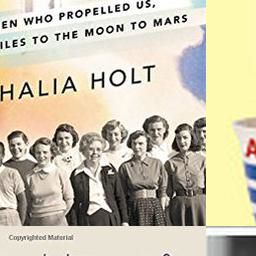 EN WHO PROPELLED US,
ILES TO THE MOON TO MARS
HALIA HOLT
Copyrighted Material
A